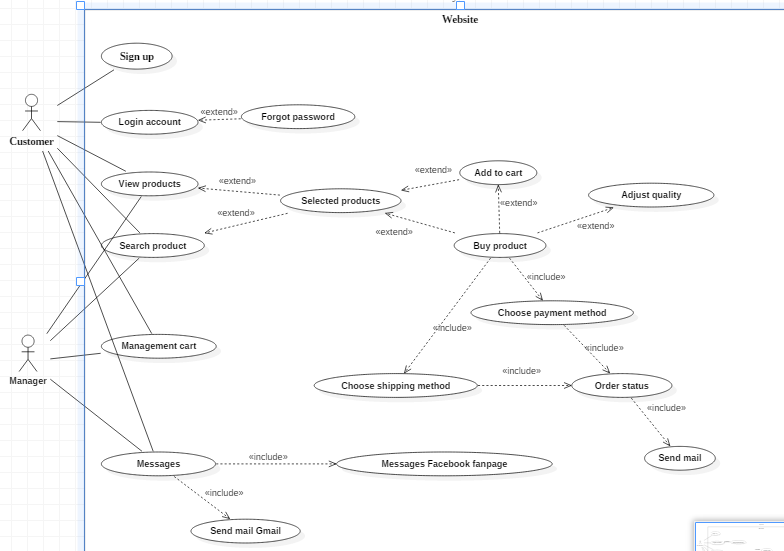 Website
Sign up
Customer
Login account
«extend»
Forgot password
View products
«extend»
Selected products
«extend»
Add to cart
«extend»
Adjust quality
«extend»
Search product
«extend»
«extend»
Buy product
«include»
Choose payment method
«include»
«include»
Management cart
Manager
Choose shipping method
«include»
Order status
«include»
Send mail
Messages
«include»
Messages Facebook fanpage
«include»
Send mail Gmail